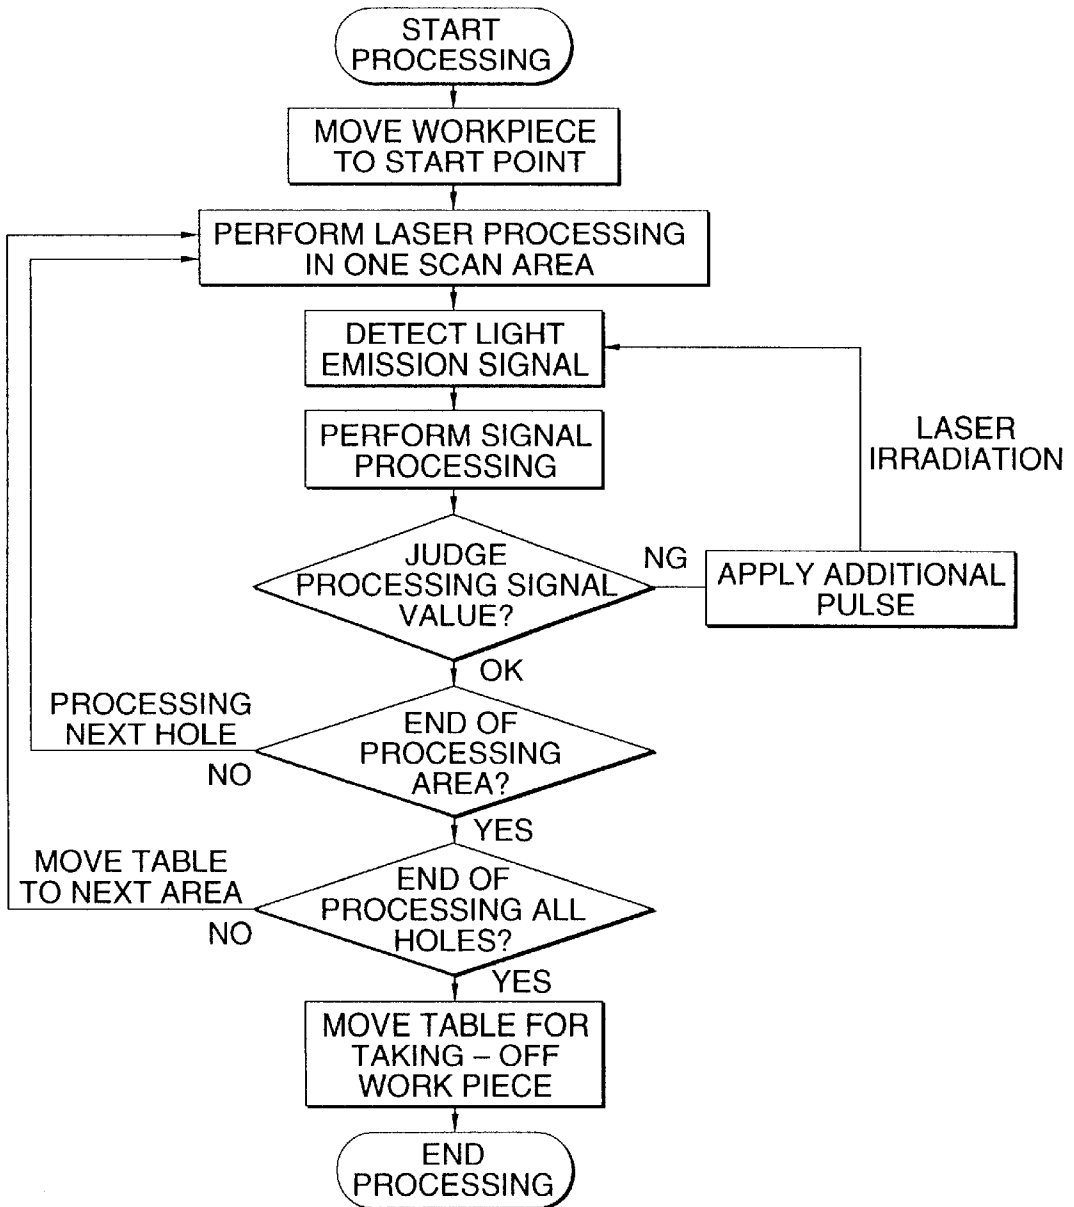 START
PROCESSING
MOVE WORKPIECE
TO START POINT
PERFORM LASER PROCESSING
IN ONE SCAN AREA
DETECT LIGHT
EMISSION SIGNAL
PERFORM SIGNAL
PROCESSING
LASER
IRRADIATION
JUDGE
PROCESSING SIGNAL
VALUE?
NG
APPLY ADDITIONAL
PULSE
OK
PROCESSING
NEXT HOLE
NO
END OF
PROCESSING
AREA?
YES
MOVE TABLE
TO NEXT AREA
NO
END OF
PROCESSING ALL
HOLES?
YES
MOVE TABLE FOR
TAKING – OFF
WORK PIECE
END
PROCESSING